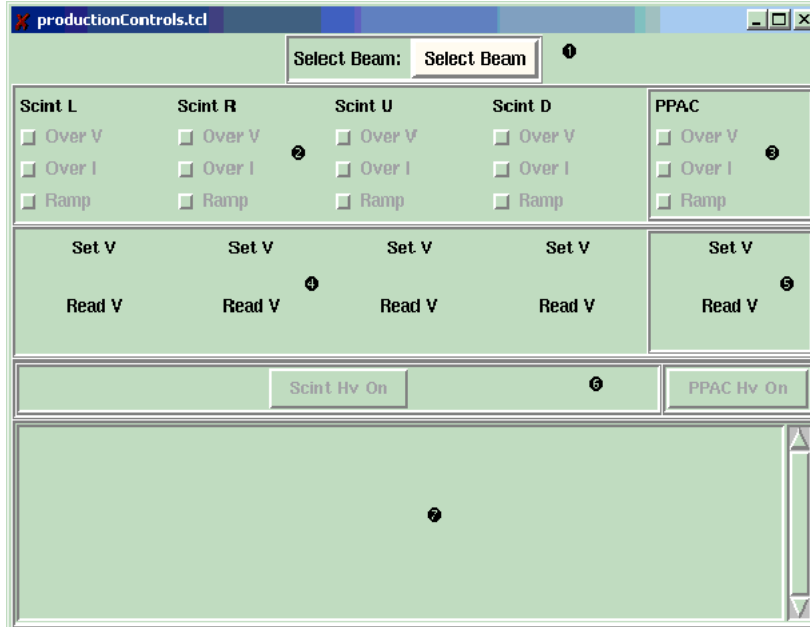 productionControls.tcl
Select Beam: Select Beam ❶
Scint L Scint R Scint U Scint D PPAC
Over V Over V Over V Over V Over V
❷ ❸
Over I Over I Over I Over I Over I
Ramp Ramp Ramp Ramp Ramp
Set V Set V Set V Set V Set V
❹ ❺
Read V Read V Read V Read V Read V
Scint Hv On ❻ PPAC Hv On
❼